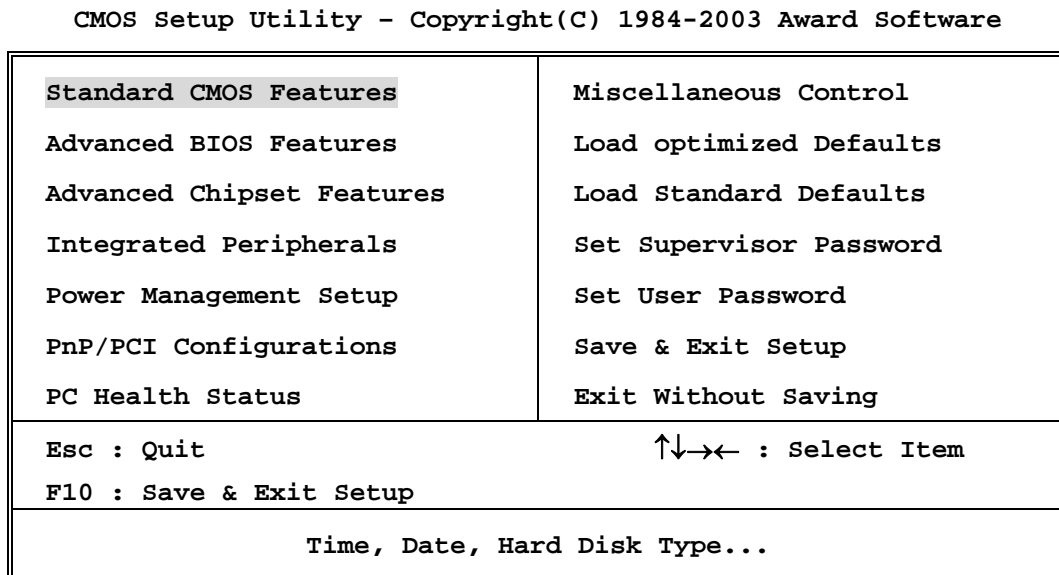 CMOS Setup Utility – Copyright(C) 1984-2003 Award Software
Standard CMOS Features
Advanced BIOS Features
Advanced Chipset Features
Integrated Peripherals
Power Management Setup
PnP/PCI Configurations
PC Health Status
Miscellaneous Control
Load optimized Defaults
Load Standard Defaults
Set Supervisor Password
Set User Password
Save & Exit Setup
Exit Without Saving
Esc : Quit
↑↓→← : Select Item
F10 : Save & Exit Setup
Time, Date, Hard Disk Type...